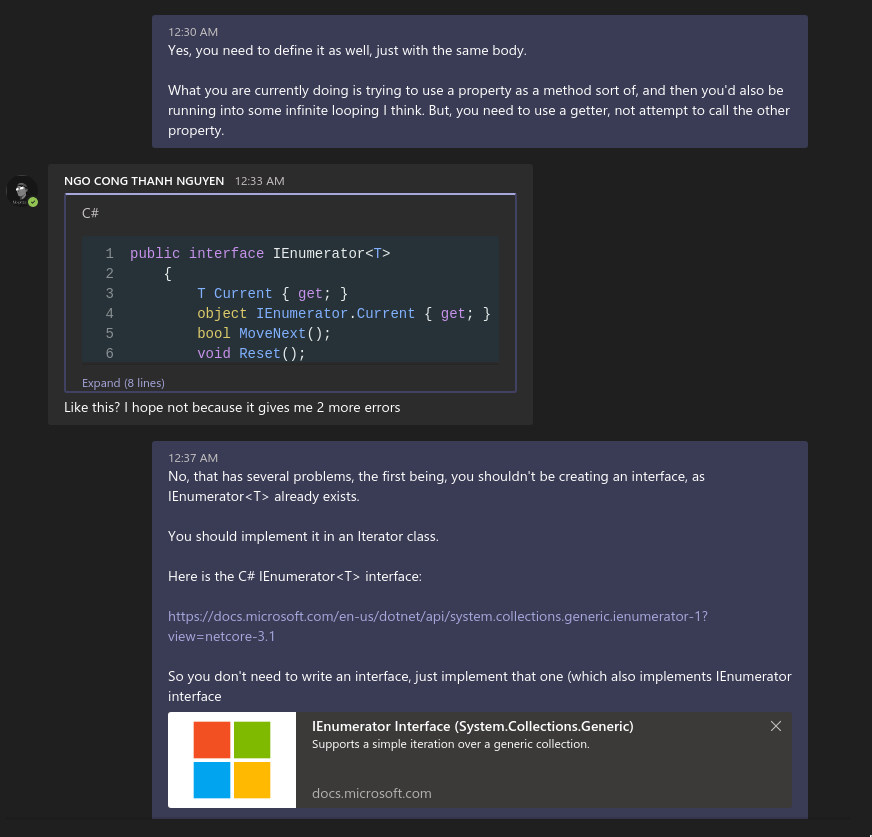 12:30 AM
Yes, you need to define it as well, just with the same body.
What you are currently doing is trying to use a property as a method sort of, and then you'd also be
running into some infinite looping I think. But, you need to use a getter, not attempt to call the other
property.
NGO CONG THANH NGUYEN 12:33 AM
C#
1 public interface IEnumerator<T>
2 {
3 T Current { get; }
4 object IEnumerator.Current { get; }
5 bool MoveNext();
6 void Reset();
Expand (8 lines)
Like this? I hope not because it gives me 2 more errors
12:37 AM
No, that has several problems, the first being, you shouldn't be creating an interface, as
IEnumerator<T> already exists.
You should implement it in an Iterator class.
Here is the C# IEnumerator<T> interface:
https://docs.microsoft.com/en-us/dotnet/api/system.collections.generic.ienumerator-1?
view=netcore-3.1
So you don't need to write an interface, just implement that one (which also implements IEnumerator
interface
IEnumerator Interface (System.Collections.Generic)
Supports a simple iteration over a generic collection.
docs.microsoft.com